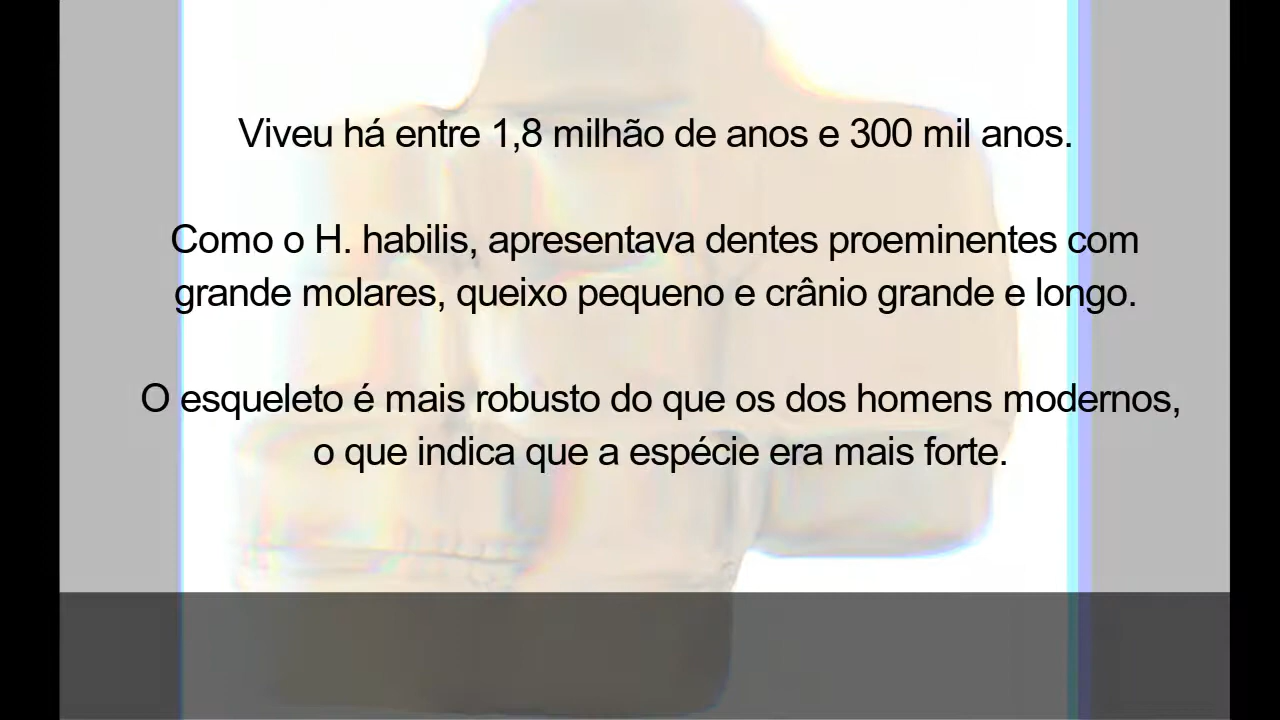 Viveu há entre 1,8 milhão de anos e 300 mil anos.
Como o H. habilis, apresentava dentes proeminentes com
grande molares, queixo pequeno e crânio grande e longo.
O esqueleto é mais robusto do que os dos homens modernos,
o que indica que a espécie era mais forte.